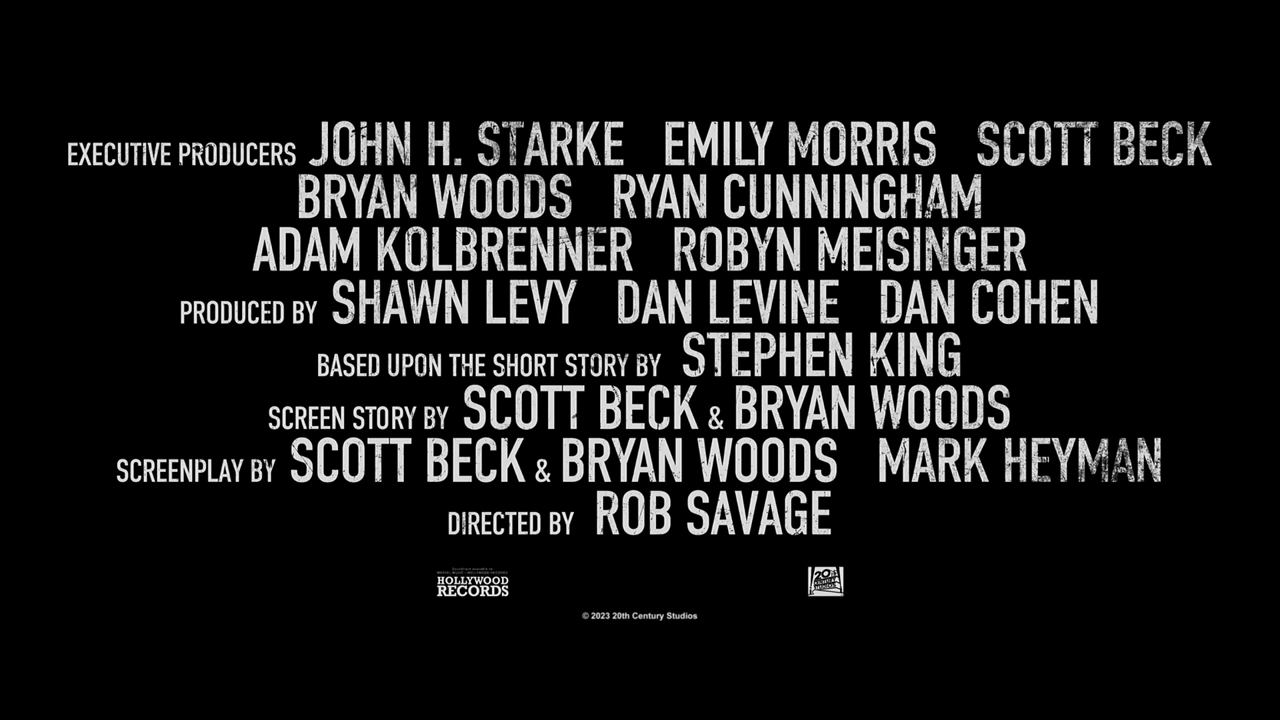 EXECUTIVE PRODUCERS JOHN H. STARKE EMILY MORRIS SCOTT BECK
BRYAN WOODS RYAN CUNNINGHAM
ADAM KOLBRENNER ROBYN MEISINGER
PRODUCED BY SHAWN LEVY DAN LEVINE DAN COHEN
BASED UPON THE SHORT STORY BY STEPHEN KING
SCREEN STORY BY SCOTT BECK & BRYAN WOODS
SCREENPLAY BY SCOTT BECK & BRYAN WOODS MARK HEYMAN
DIRECTED BY ROB SAVAGE
HOLLYWOOD
RECORDS
20TH
CENTURY
STUDIOS
© 2023 20th Century Studios